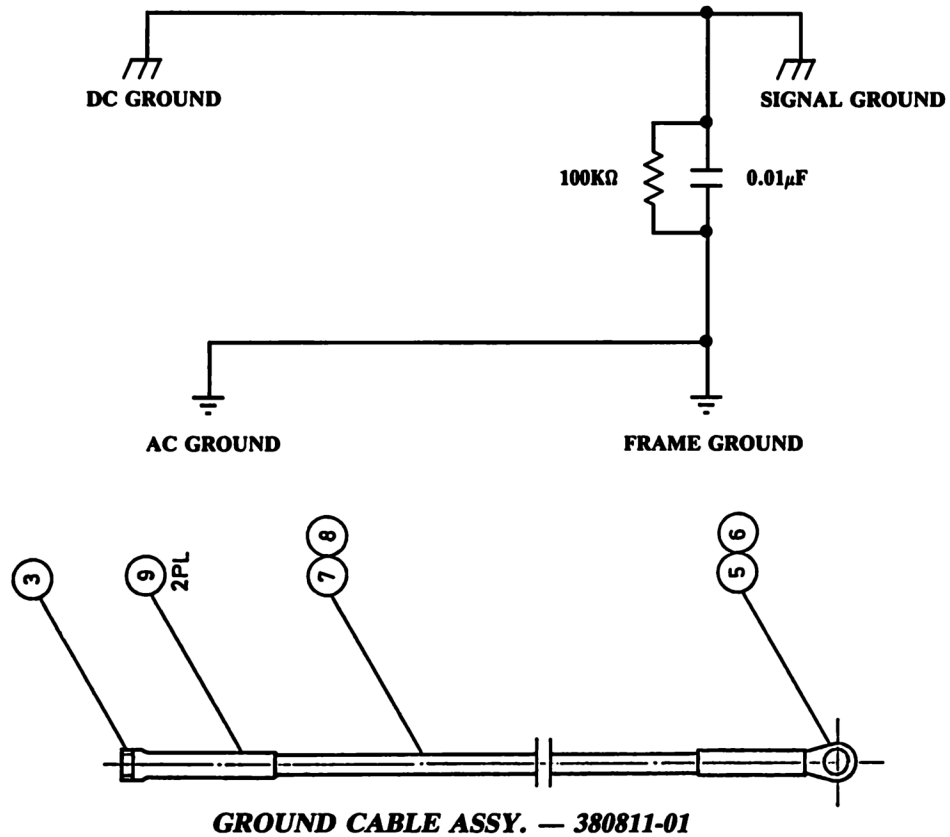 DC GROUND
SIGNAL GROUND
100KΩ
0.01μF
AC GROUND
FRAME GROUND
3
9
2PL
8
7
6
5
GROUND CABLE ASSY. — 380811-01